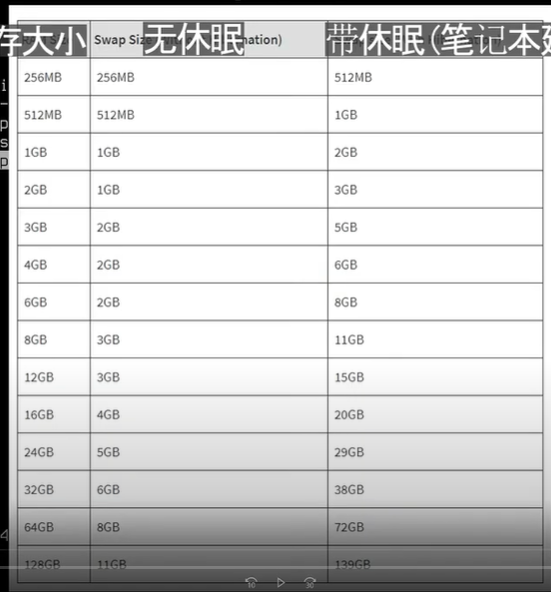 存大小 无休眠 带休眠(笔记本
Swap Size
256MB 256MB 512MB
512MB 512MB 1GB
1GB 1GB 2GB
2GB 1GB 3GB
3GB 2GB 5GB
4GB 2GB 6GB
6GB 2GB 8GB
8GB 3GB 11GB
12GB 3GB 15GB
16GB 4GB 20GB
24GB 5GB 29GB
32GB 6GB 38GB
64GB 8GB 72GB
128GB 11GB 139GB
i
-
p
s
p
4